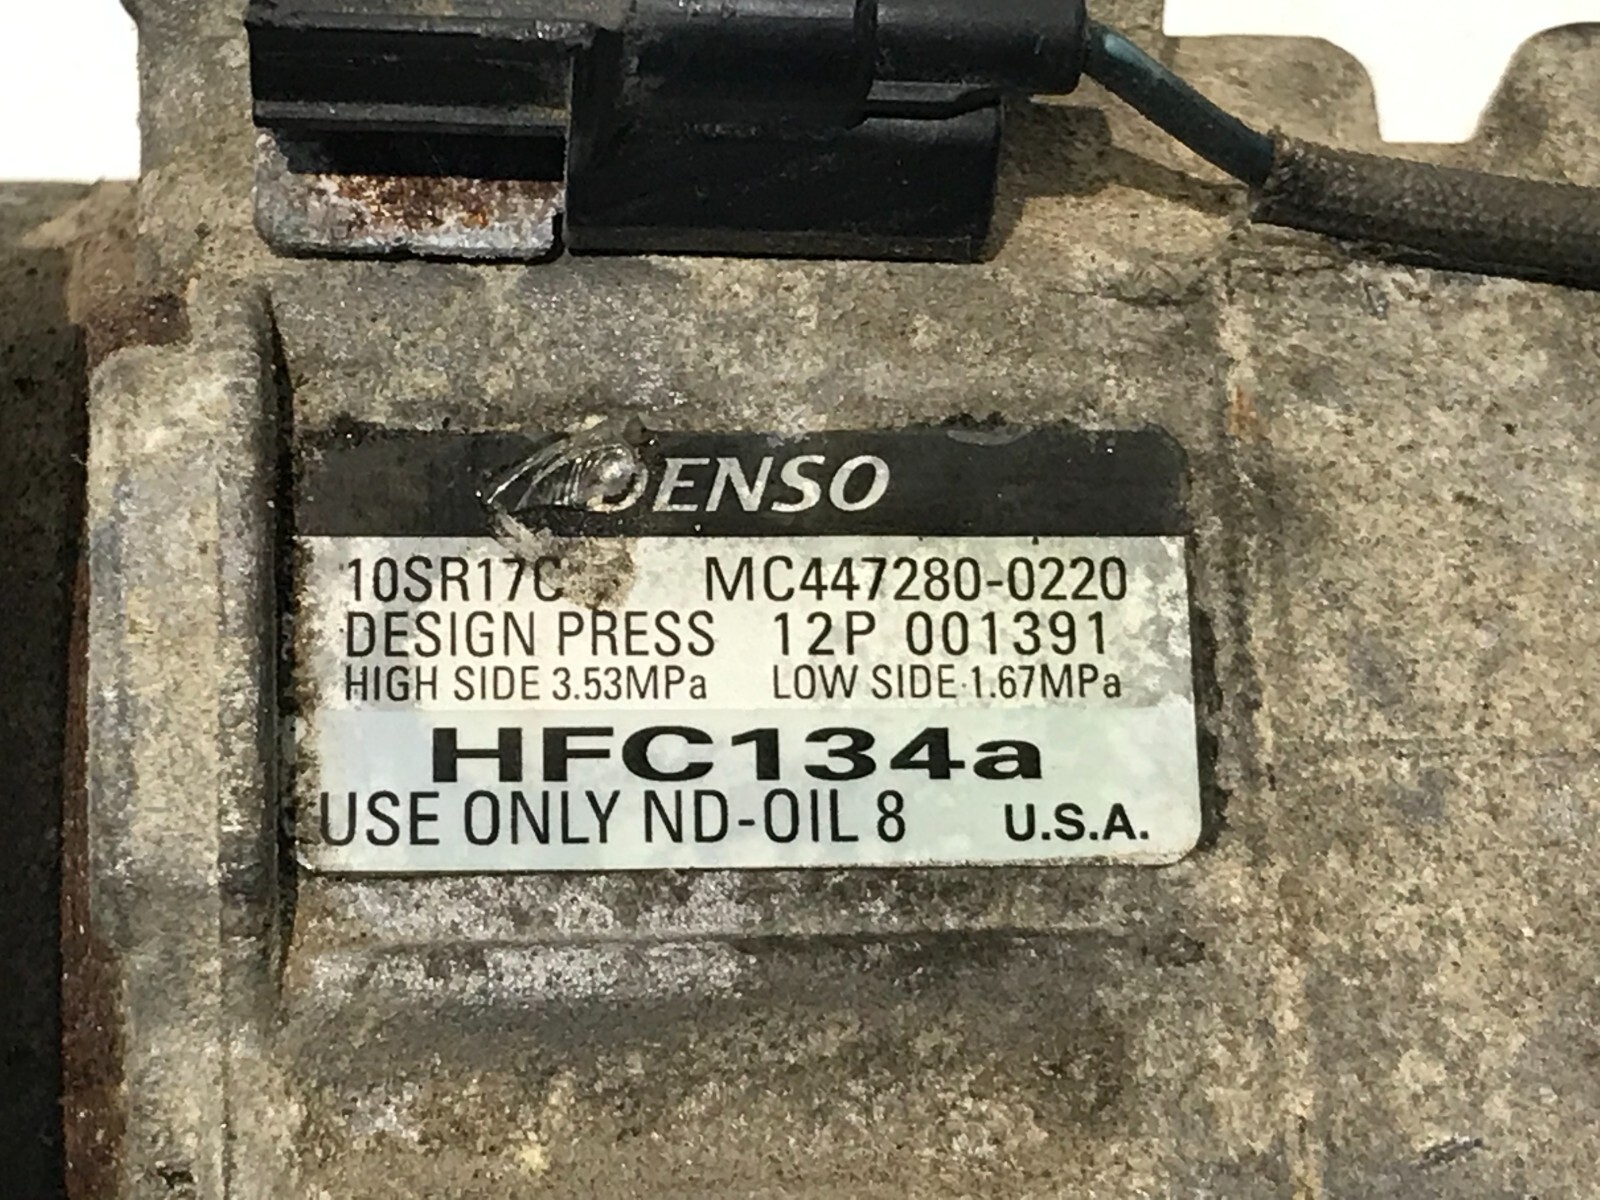 DENSO
10SR17C MC447280-0220
DESIGN PRESS 12P 001391
HIGH SIDE 3.53MPa LOW SIDE 1.67MPa
HFC134a
USE ONLY ND-OIL 8 U.S.A.